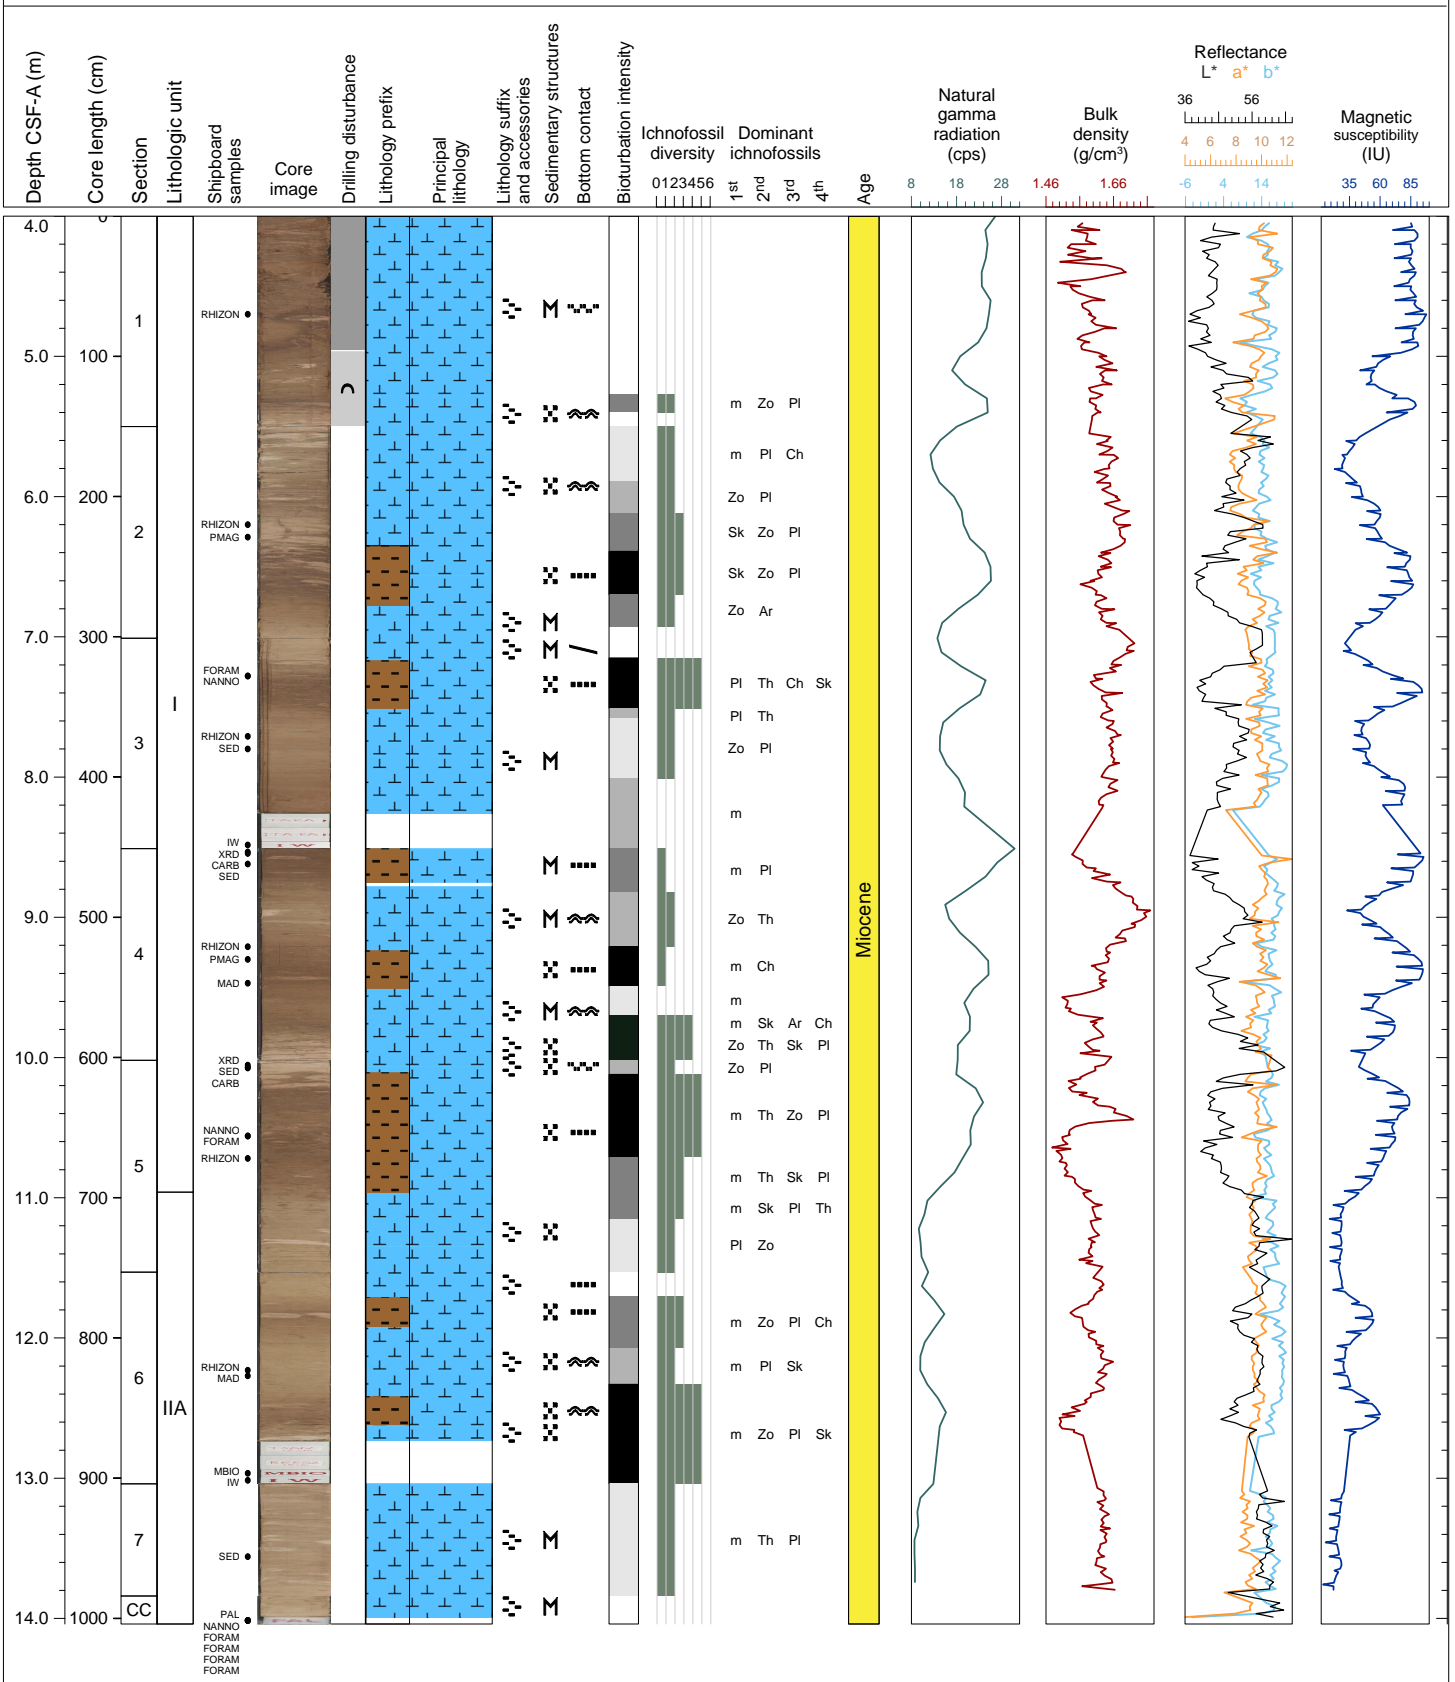 Depth CSF-A (m)
Core length (cm)
Section
Lithologic unit
Shipboard
samples
Core
image
Drilling disturbance
Lithology prefix
Principal
lithology
Lithology suffix
and accessories
Sedimentary structures
Bottom contact
Bioturbation intensity
Ichnofossil
diversity
0123456
Dominant
ichnofossils
1st 2nd 3rd 4th
Age
Natural
gamma
radiation
(cps)
8 18 28
Bulk
density
(g/cm³)
1.46 1.66
Reflectance
L* a* b*
36 56
4 6 8 10 12
-6 4 14
Magnetic
susceptibility
(IU)
35 60 85
4.0 0
1
RHIZON
5.0 100
m Zo Pl
m Pl Ch
6.0 200
Zo Pl
RHIZON
2
Sk Zo Pl
PMAG
Sk Zo Pl
Zo Ar
7.0 300
FORAM
NANNO
Pl Th Ch Sk
I
Pl Th
RHIZON
3
SED
Zo Pl
8.0 400
m
IW
IW
XRD
CARB
SED
m Pl
Miocene
9.0 500
Zo Th
RHIZON
4
PMAG
m Ch
MAD
m
m Sk Ar Ch
Zo Th Sk Pl
10.0 600
XRD
SED
Zo Pl
CARB
m Th Zo Pl
NANNO
FORAM
RHIZON
5
m Th Sk Pl
11.0 700
m Sk Pl Th
Pl Zo
m Zo Pl Ch
12.0 800
RHIZON
m Pl Sk
MAD
6
IIA
m Zo Pl Sk
MBIO
MBIO
13.0 900
IW
IW
7
m Th Pl
SED
CC
PAL
14.0 1000
PAL
NANNO
FORAM
FORAM
FORAM
FORAM